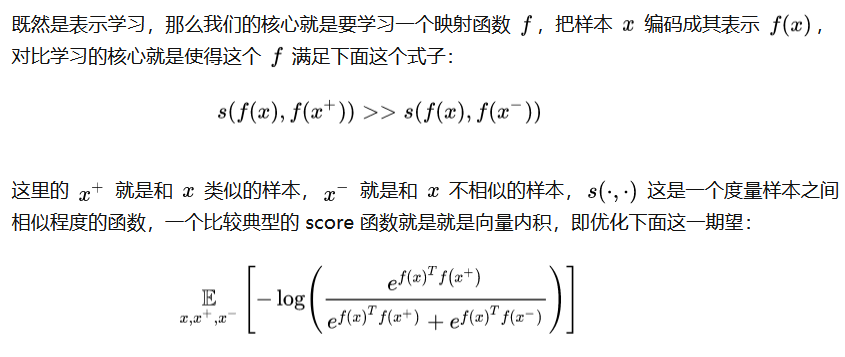 既然是表示学习，那么我们的核心就是要学习一个映射函数 f ，把样本 x 编码成其表示 f(x) ，
对比学习的核心就是使得这个 f 满足下面这个式子：
s(f(x), f(x⁺)) >> s(f(x), f(x⁻))
这里的 x⁺ 就是和 x 类似的样本， x⁻ 就是和 x 不相似的样本， s(·,·) 这是一个度量样本之间
相似程度的函数，一个比较典型的 score 函数就是就是向量内积，即优化下面这一期望：
\underset{x,x^+,x^-}{\mathbb{E}} \left[ -\log \left( \frac{e^{f(x)^T f(x^+)}}{e^{f(x)^T f(x^+)} + e^{f(x)^T f(x^-)}} \right) \right]